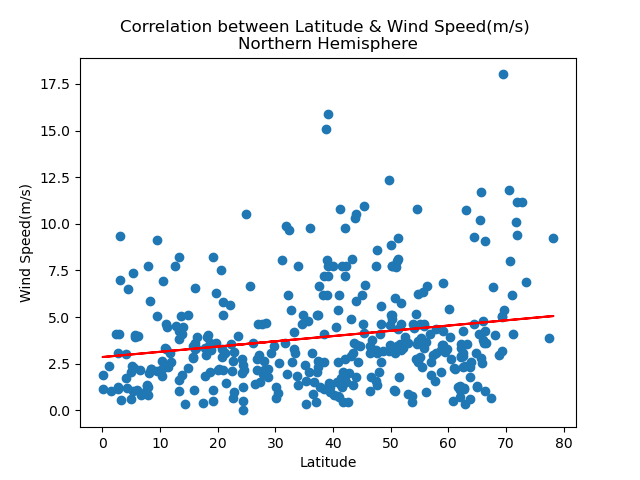 Correlation between Latitude & Wind Speed(m/s)
Northern Hemisphere
17.5
15.0
12.5
10.0
7.5
5.0
2.5
0.0
Wind Speed(m/s)
0 10 20 30 40 50 60 70 80
Latitude